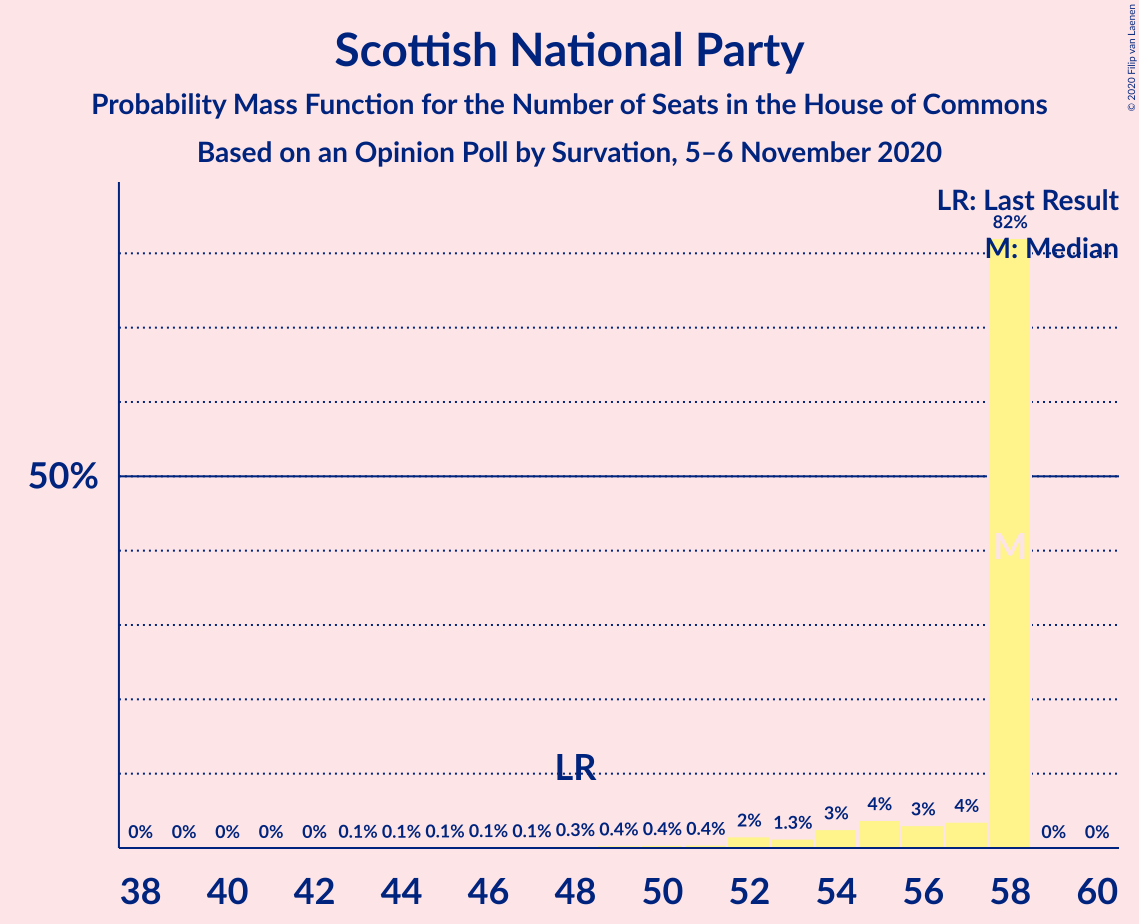 Scottish National Party
Probability Mass Function for the Number of Seats in the House of Commons
Based on an Opinion Poll by Survation, 5–6 November 2020
© 2020 Filip van Laenen
LR: Last Result
82%
M: Median
50%
M
LR
0% 0% 0% 0% 0% 0.1% 0.1% 0.1% 0.1% 0.1% 0.3% 0.4% 0.4% 0.4% 2% 1.3% 3% 4% 3% 4% 0% 0%
38 40 42 44 46 48 50 52 54 56 58 60